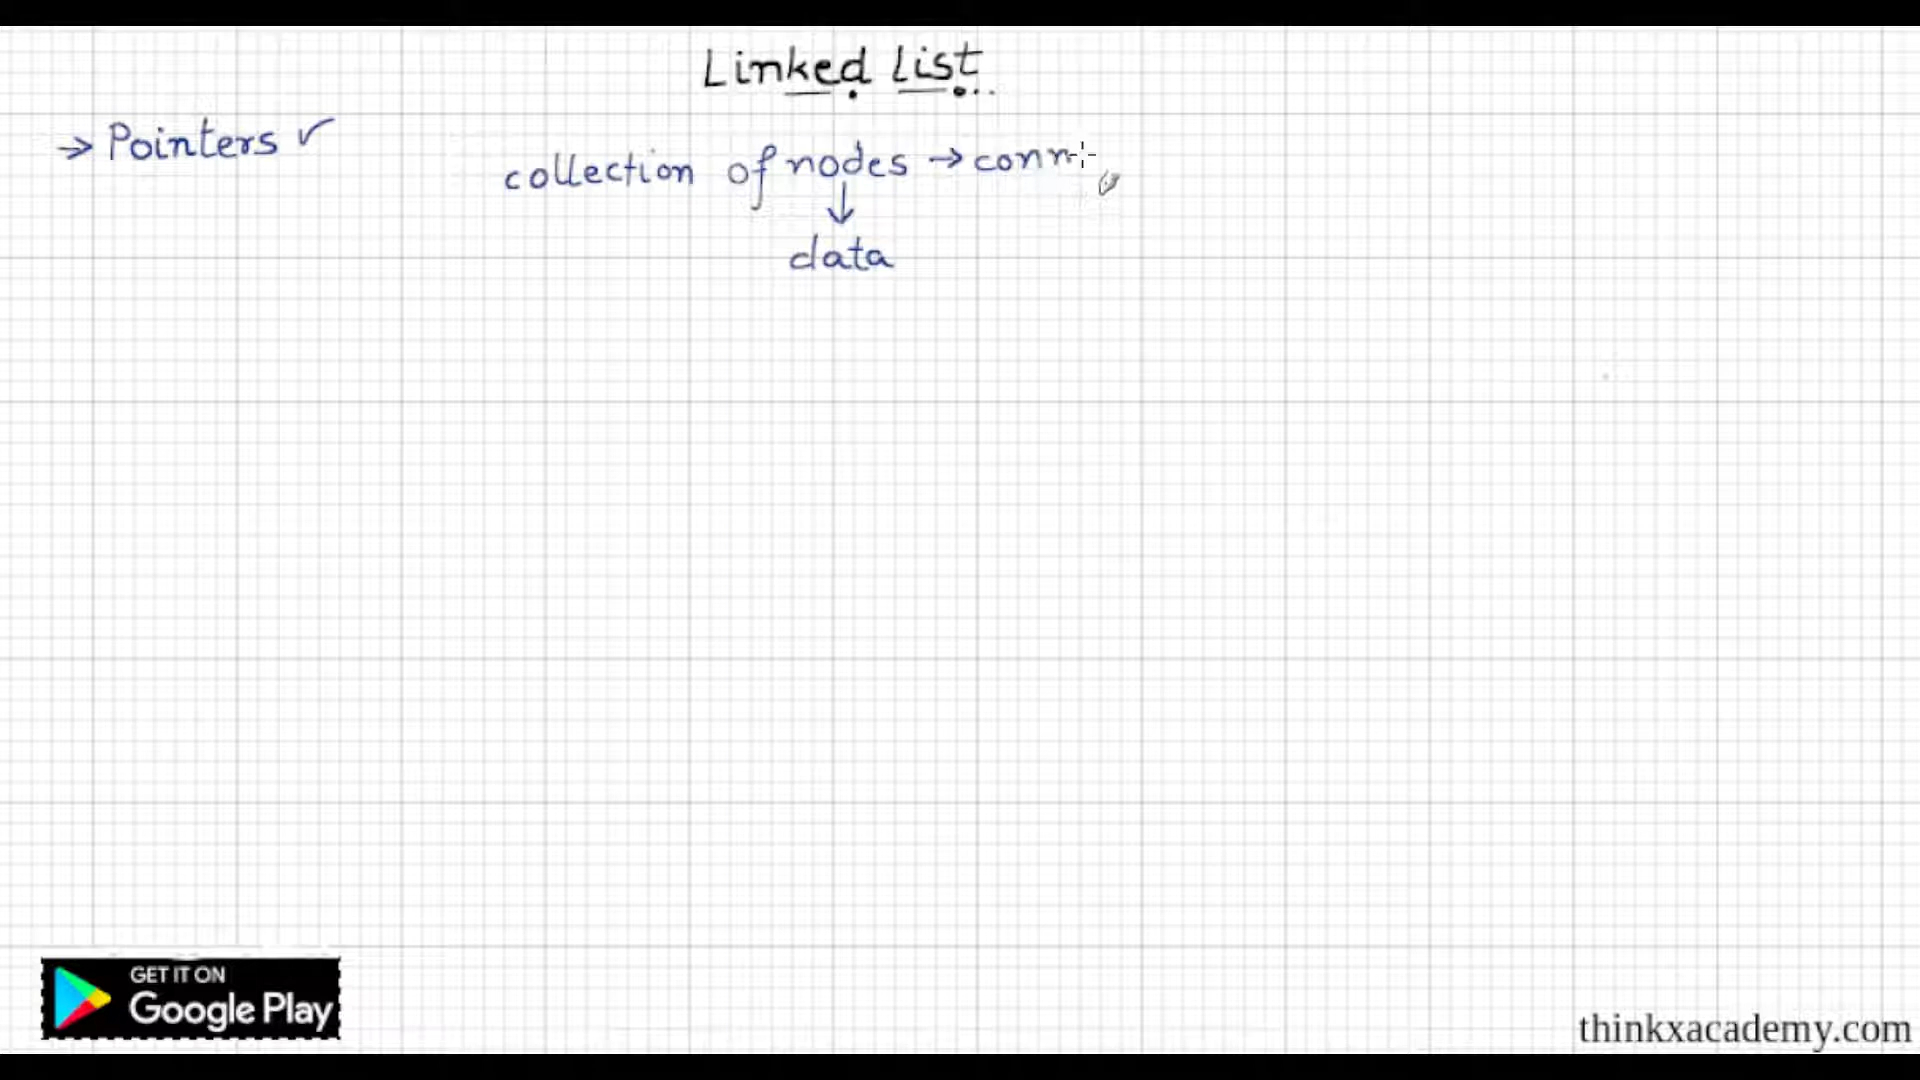 Linked List
→ Pointers ✓
collection of nodes → conn
↓
data
GET IT ON
Google Play
thinkxacademy.com